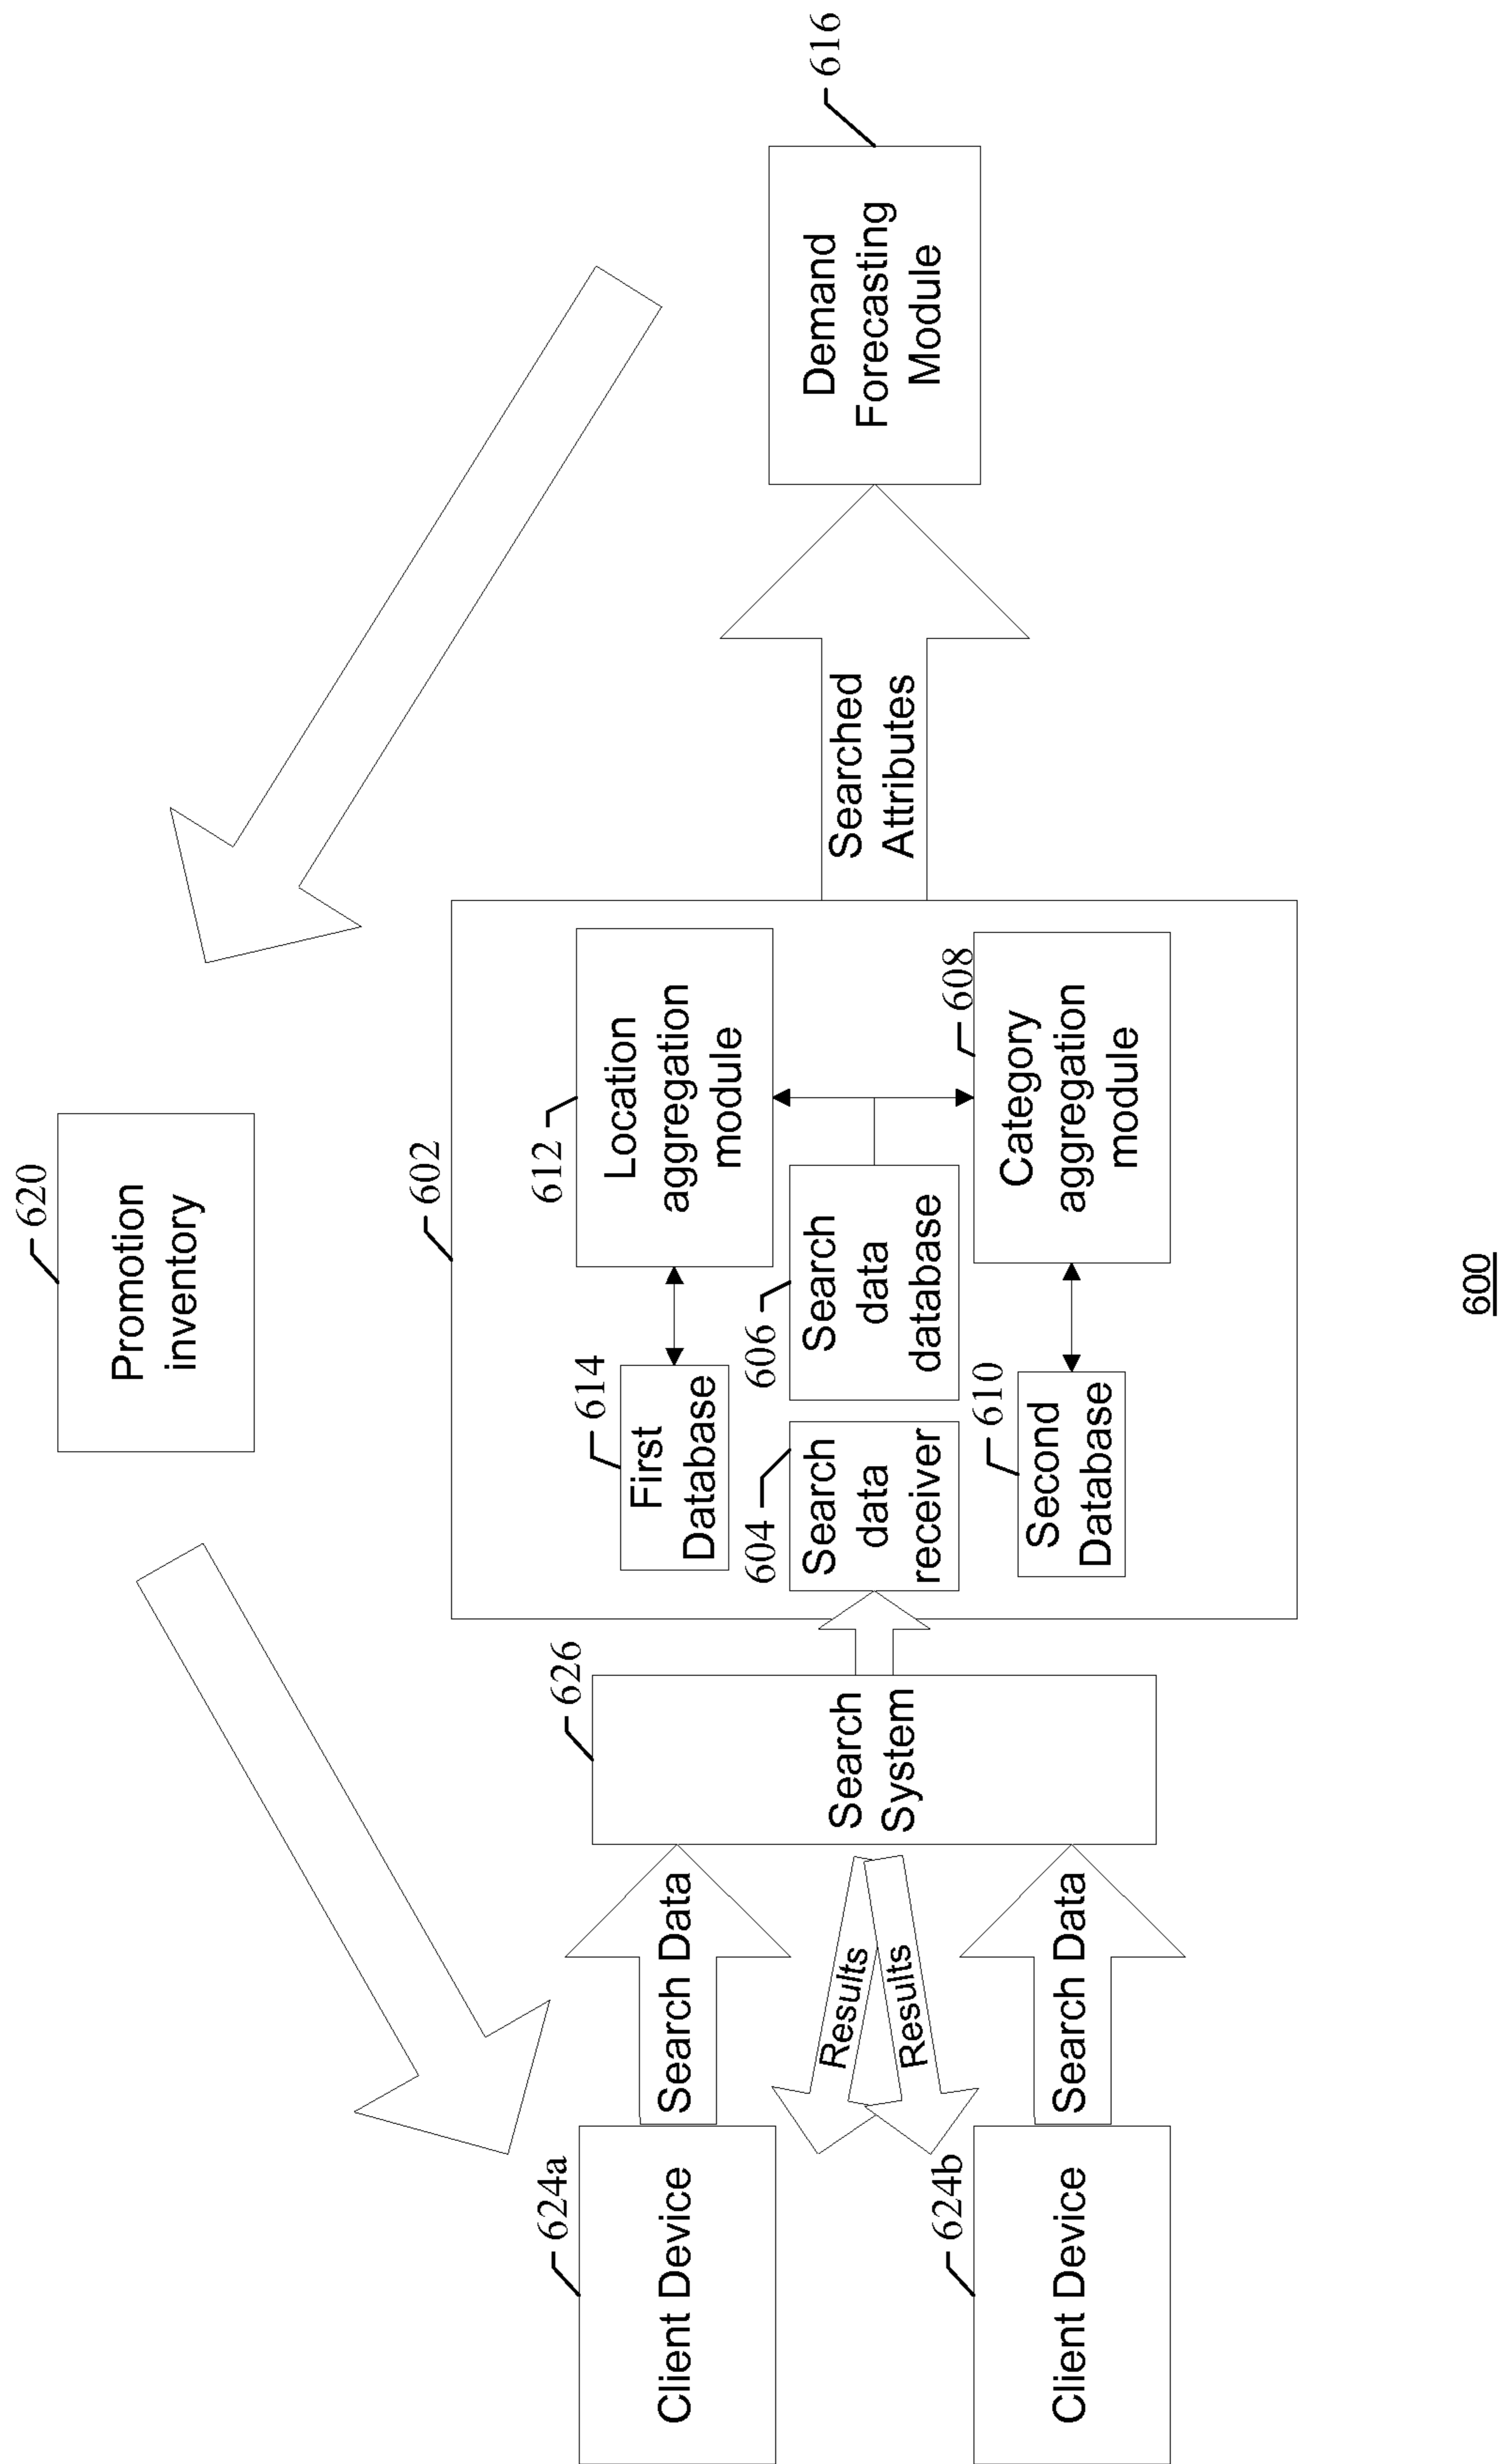 620
Promotion
inventory
602
612
Location
aggregation
module
614
First
Database
606
Search
data
database
604
Search
data
receiver
608
Category
aggregation
module
610
Second
Database
626
Search
System
624a
Client Device
Search Data
Results
Results
624b
Client Device
Search Data
Searched
Attributes
616
Demand
Forecasting
Module
600